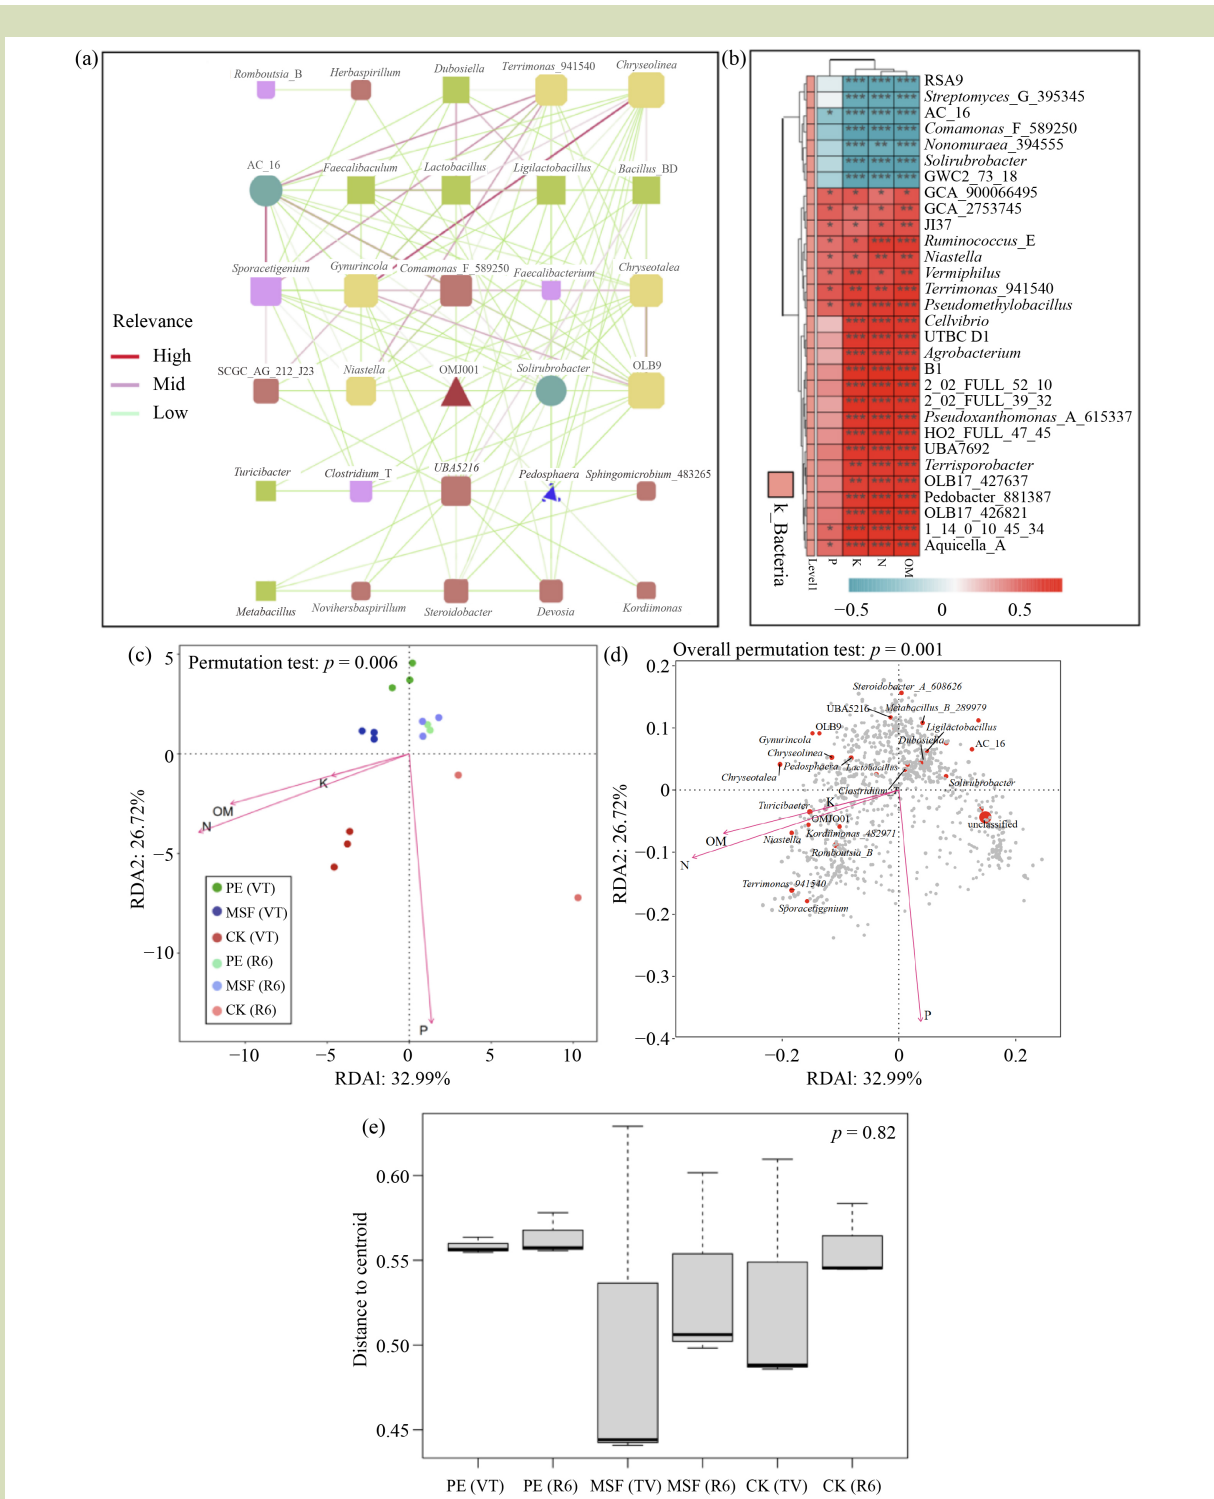 (a)
Romboutsia_B
Herbaspirillum
Dubosiella
Terrimonas_941540
Chryseolinea
AC_16
Faecalibaculum
Lactobacillus
Ligilactobacillus
Bacillus_BD
Sporacetigenium
Gynurincola
Comamonas_F_589250
Faecalibacterium
Chryseotalea
Relevance
High
Mid
Low
SCGC_AG_212_J23
Niastella
OMJ001
Solirubrobacter
OLB9
Turicibacter
Clostridium_T
UBA5216
Pedosphaera
Sphingomicrobium_483265
Metabacillus
Novihersbaspirillum
Steroidobacter
Devosia
Kordiimonas
(b)
RSA9
Streptomyces_G_395345
AC_16
Comamonas_F_589250
Nonomuraea_394555
Solirubrobacter
GWC2_73_18
GCA_900066495
GCA_2753745
JI37
Ruminococcus_E
Niastella
Vermiphilus
Terrimonas_941540
Pseudomethylobacillus
Cellvibrio
UTBC D1
Agrobacterium
B1
2_02_FULL_52_10
2_02_FULL_39_32
Pseudoxanthomonas_A_615337
HO2_FULL_47_45
UBA7692
Terrisporobacter
OLB17_427637
Pedobacter_881387
OLB17_426821
1_14_0_10_45_34
Aquicella_A
k_Bacteria
Level1
P
K
N
OM
−0.5 0 0.5
(c)
Permutation test: p = 0.006
5
0
−5
−10
RDA2: 26.72%
K
OM
N
P
PE (VT)
MSF (VT)
CK (VT)
PE (R6)
MSF (R6)
CK (R6)
−10 −5 0 5 10
RDAl: 32.99%
(d)
Overall permutation test: p = 0.001
0.2
0.1
0
−0.1
−0.2
−0.3
−0.4
RDA2: 26.72%
Steroidobacter_A_608626
UBA5216
Metabacillus_B_289979
OLB9
Ligilactobacillus
Gynurincola
Dubosiella
AC_16
Chryseolinea
Pedosphaera
Lactobacillus
Chryseotalea
Solirubrobacter
Clostridium_T
K
Turicibaeter
OMJO01
unclassified
OM
Niastella
Kordiimonas_482971
Romboutsia_B
N
Terrimonas_941540
Sporacetigenium
P
−0.2 0 0.2
RDAl: 32.99%
(e)
p = 0.82
0.60
0.55
0.50
0.45
Distance to centroid
PE (VT) PE (R6) MSF (TV) MSF (R6) CK (TV) CK (R6)